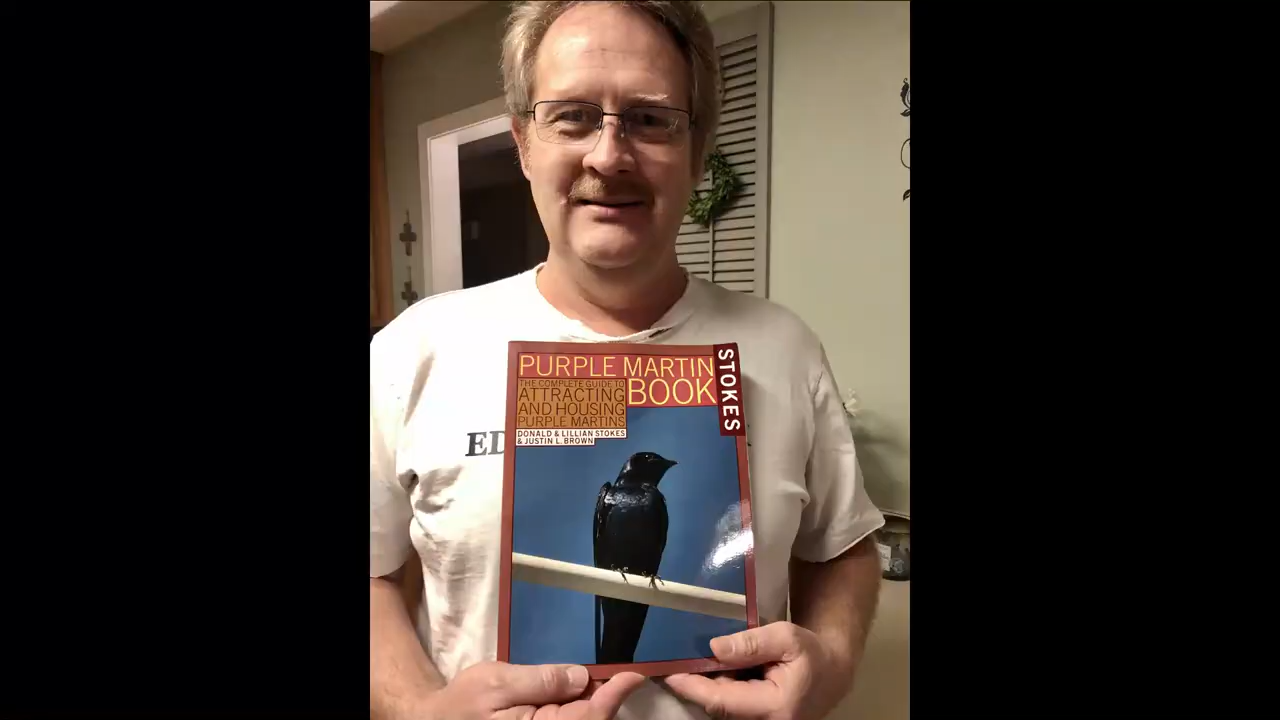 PURPLE MARTIN
BOOK
STOKES
THE COMPLETE GUIDE TO
ATTRACTING
AND HOUSING
PURPLE MARTINS
DONALD & LILLIAN STOKES
& JUSTIN L. BROWN
ED